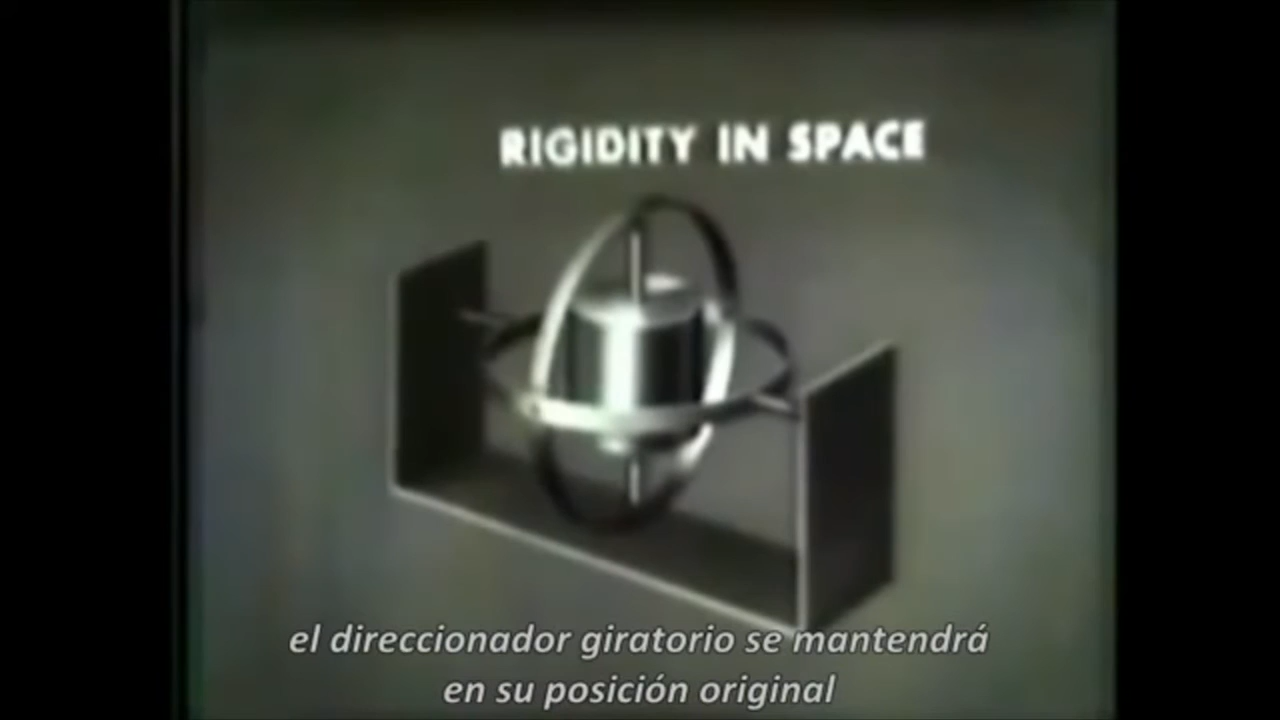 RIGIDITY IN SPACE
el direccionador giratorio se mantendrá
en su posición original